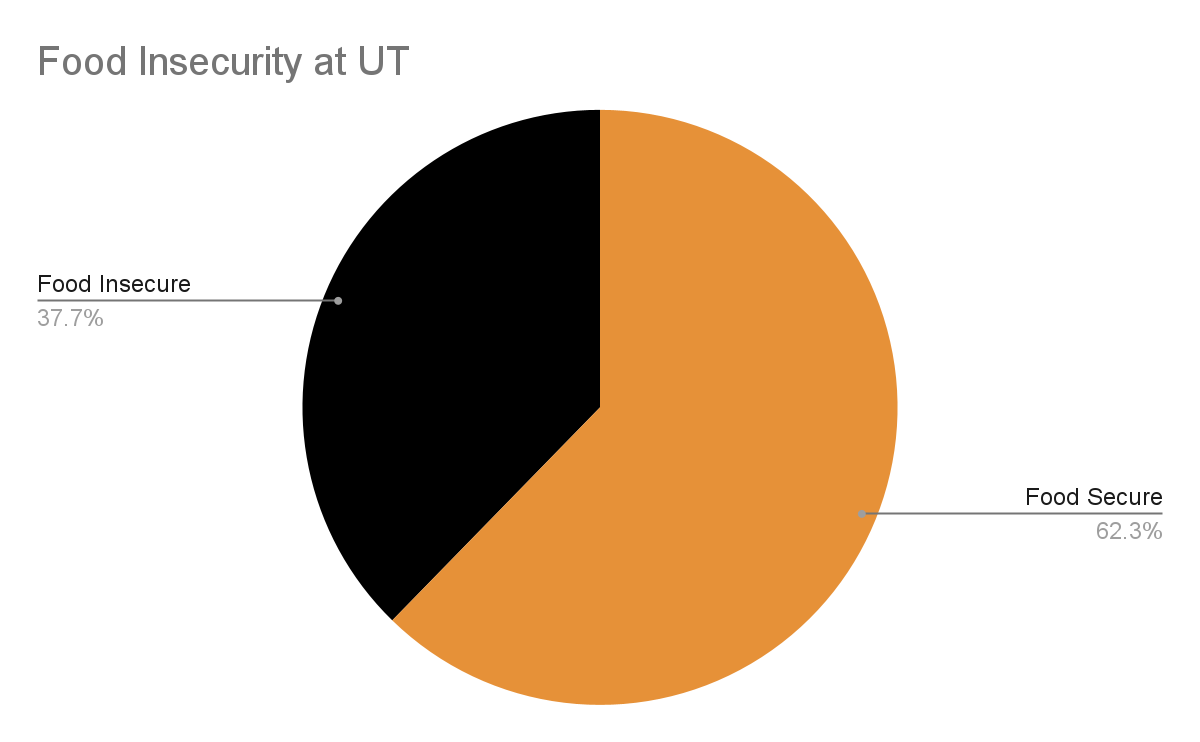 Food Insecurity at UT
Food Insecure
37.7%
Food Secure
62.3%